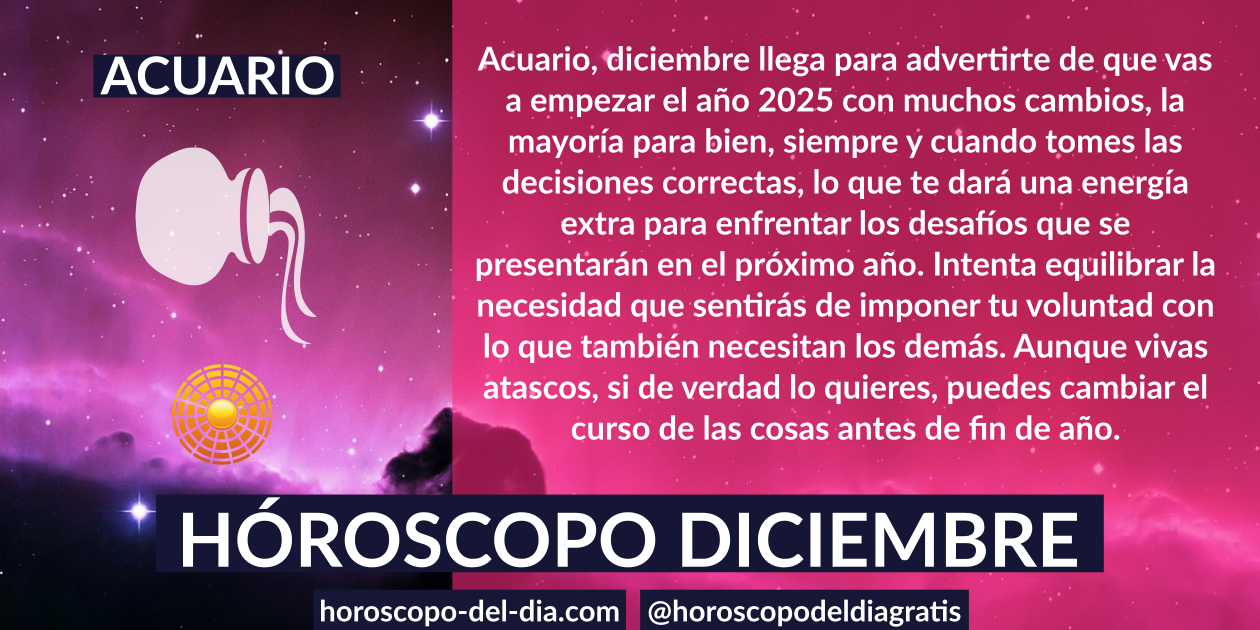 ACUARIO
Acuario, diciembre llega para advertirte de que vas
a empezar el año 2025 con muchos cambios, la
mayoría para bien, siempre y cuando tomes las
decisiones correctas, lo que te dará una energía
extra para enfrentar los desafíos que se
presentarán en el próximo año. Intenta equilibrar la
necesidad que sentirás de imponer tu voluntad con
lo que también necesitan los demás. Aunque vivas
atascos, si de verdad lo quieres, puedes cambiar el
curso de las cosas antes de fin de año.
HÓROSCOPO DICIEMBRE
horoscopo-del-dia.com @horoscopodeldiagratis